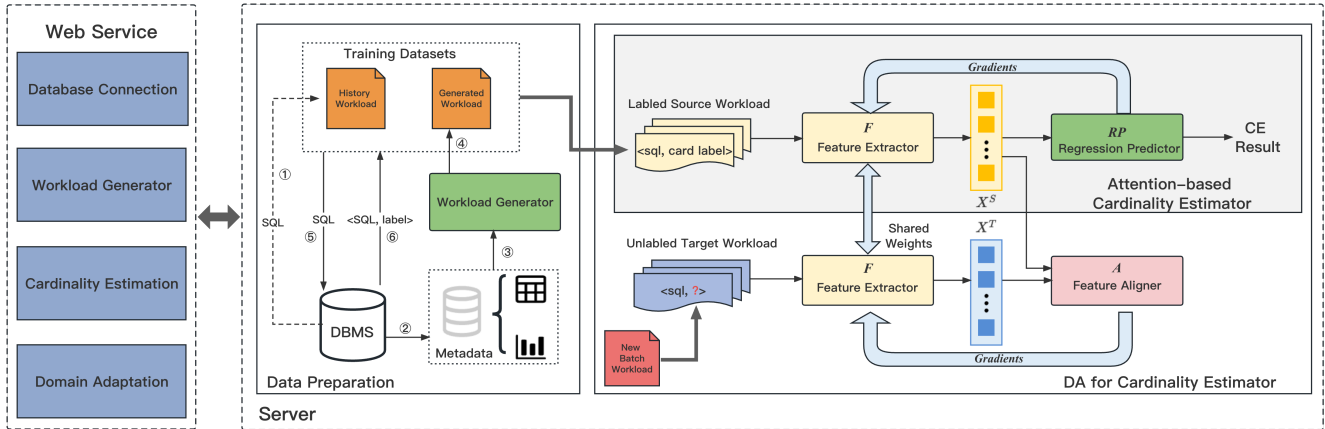 Web Service
Database Connection
Workload Generator
Cardinality Estimation
Domain Adaptation
Server
Data Preparation
Training Datasets
History
Workload
Generated
Workload
①
SQL
SQL
⑤
<SQL, label>
⑥
④
Workload Generator
③
DBMS
②
Metadata
Labled Source Workload
<sql, card label>
F
Feature Extractor
Gradients
X^S
RP
Regression Predictor
CE
Result
Attention-based
Cardinality Estimator
Shared
Weights
Unlabled Target Workload
<sql, ?>
New
Batch
Workload
F
Feature Extractor
X^T
A
Feature Aligner
Gradients
DA for Cardinality Estimator